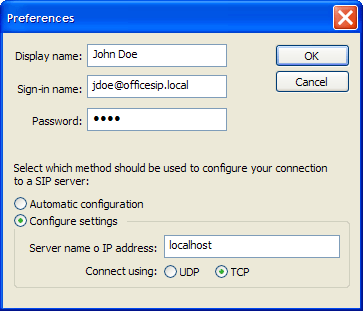 Preferences
Display name: John Doe
OK
Sign-in name: jdoe@officesip.local
Cancel
Password: ••••
Select which method should be used to configure your connection
to a SIP server:
Automatic configuration
Configure settings
Server name o IP address: localhost
Connect using: UDP TCP